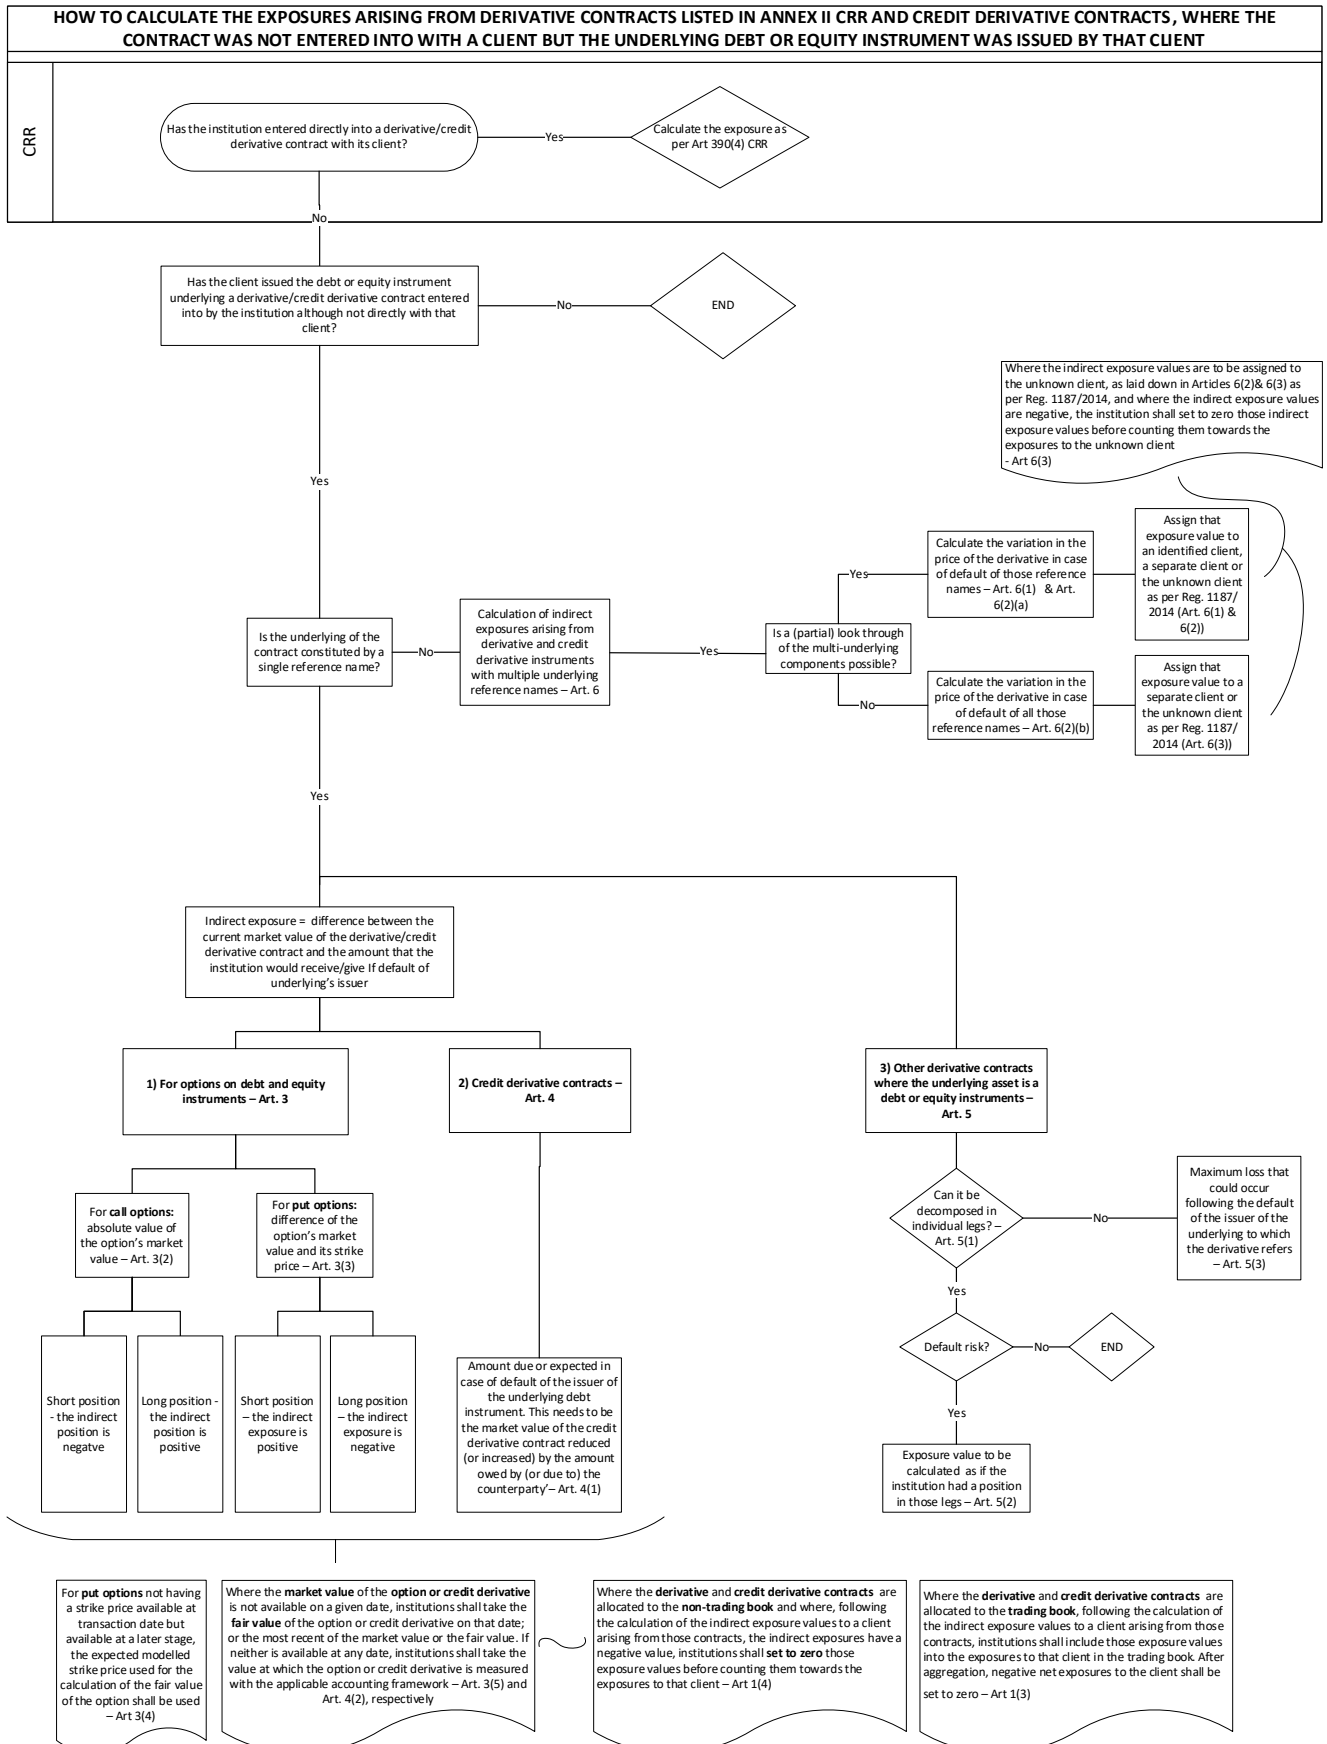 HOW TO CALCULATE THE EXPOSURES ARISING FROM DERIVATIVE CONTRACTS LISTED IN ANNEX II CRR AND CREDIT DERIVATIVE CONTRACTS, WHERE THE
CONTRACT WAS NOT ENTERED INTO WITH A CLIENT BUT THE UNDERLYING DEBT OR EQUITY INSTRUMENT WAS ISSUED BY THAT CLIENT
CRR
Has the institution entered directly into a derivative/credit
derivative contract with its client?
Yes
Calculate the exposure as
per Art 390(4) CRR
No
Has the client issued the debt or equity instrument
underlying a derivative/credit derivative contract entered
into by the institution although not directly with that
client?
No
END
Where the indirect exposure values are to be assigned to
the unknown client, as laid down in Articles 6(2)& 6(3) as
per Reg. 1187/2014, and where the indirect exposure values
are negative, the institution shall set to zero those indirect
exposure values before counting them towards the
exposures to the unknown client
- Art 6(3)
Yes
Is the underlying of the
contract constituted by a
single reference name?
No
Calculation of indirect
exposures arising from
derivative and credit
derivative instruments
with multiple underlying
reference names – Art. 6
Yes
Is a (partial) look through
of the multi-underlying
components possible?
Yes
Calculate the variation in the
price of the derivative in case
of default of those reference
names – Art. 6(1) & Art.
6(2)(a)
Assign that
exposure value to
an identified client,
a separate client or
the unknown client
as per Reg. 1187/
2014 (Art. 6(1) &
6(2))
No
Calculate the variation in the
price of the derivative in case
of default of all those
reference names – Art. 6(2)(b)
Assign that
exposure value to a
separate client or
the unknown client
as per Reg. 1187/
2014 (Art. 6(3))
Yes
Indirect exposure = difference between the
current market value of the derivative/credit
derivative contract and the amount that the
institution would receive/give If default of
underlying's issuer
1) For options on debt and equity
instruments – Art. 3
2) Credit derivative contracts –
Art. 4
3) Other derivative contracts
where the underlying asset is a
debt or equity instruments –
Art. 5
For call options:
absolute value of
the option's market
value – Art. 3(2)
For put options:
difference of the
option's market
value and its strike
price – Art. 3(3)
Can it be
decomposed in
individual legs? –
Art. 5(1)
No
Maximum loss that
could occur
following the default
of the issuer of the
underlying to which
the derivative refers
– Art. 5(3)
Yes
Default risk?
No
END
Short position
- the indirect
position is
negatve
Long position -
the indirect
position is
positive
Short position
– the indirect
exposure is
positive
Long position
– the indirect
exposure is
negative
Amount due or expected in
case of default of the issuer of
the underlying debt
instrument. This needs to be
the market value of the credit
derivative contract reduced
(or increased) by the amount
owed by (or due to) the
counterparty'– Art. 4(1)
Yes
Exposure value to be
calculated as if the
institution had a position
in those legs – Art. 5(2)
For put options not having
a strike price available at
transaction date but
available at a later stage,
the expected modelled
strike price used for the
calculation of the fair value
of the option shall be used
– Art 3(4)
Where the market value of the option or credit derivative
is not available on a given date, institutions shall take the
fair value of the option or credit derivative on that date;
or the most recent of the market value or the fair value. If
neither is available at any date, institutions shall take the
value at which the option or credit derivative is measured
with the applicable accounting framework – Art. 3(5) and
Art. 4(2), respectively
Where the derivative and credit derivative contracts are
allocated to the non-trading book and where, following
the calculation of the indirect exposure values to a client
arising from those contracts, the indirect exposures have a
negative value, institutions shall set to zero those
exposure values before counting them towards the
exposures to that client – Art 1(4)
Where the derivative and credit derivative contracts are
allocated to the trading book, following the calculation of
the indirect exposure values to a client arising from those
contracts, institutions shall include those exposure values
into the exposures to that client in the trading book. After
aggregation, negative net exposures to the client shall be
set to zero – Art 1(3)